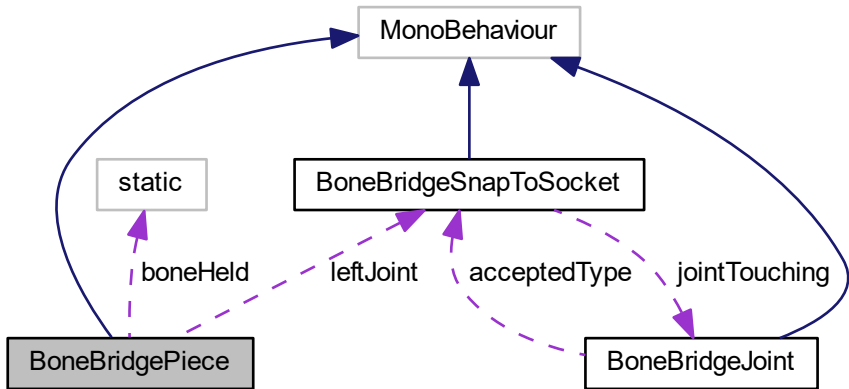 MonoBehaviour
static
BoneBridgeSnapToSocket
boneHeld
leftJoint
acceptedType
jointTouching
BoneBridgePiece
BoneBridgeJoint